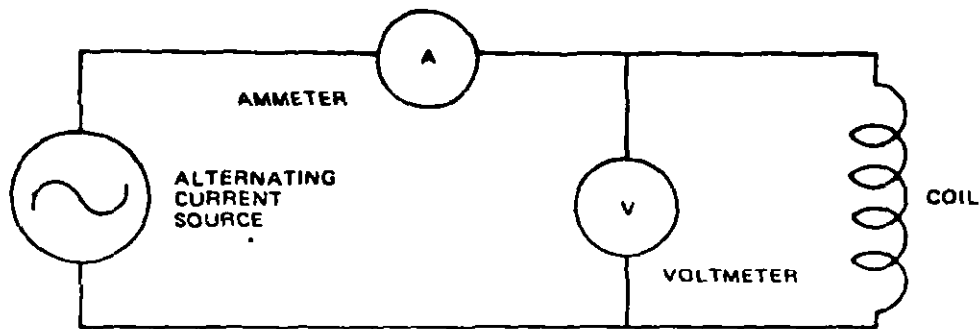 A
AMMETER
ALTERNATING
CURRENT
SOURCE
V
COIL
VOLTMETER